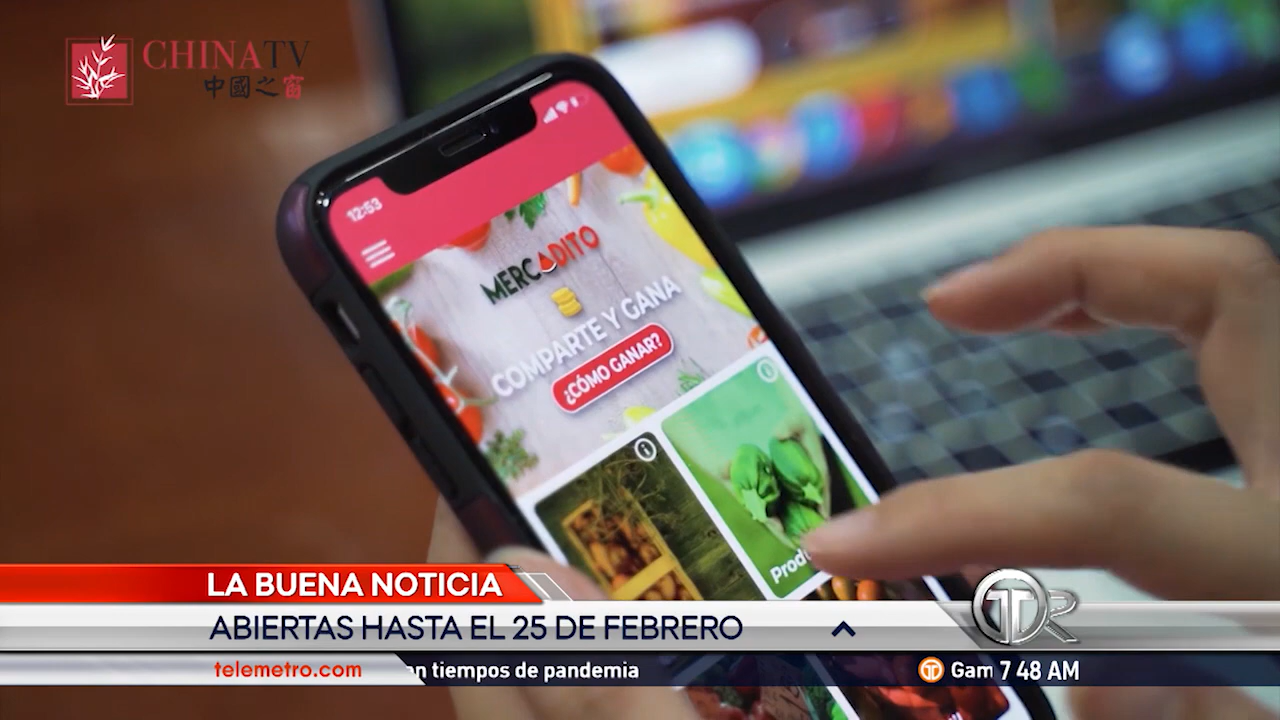 CHINATV
中國之窗
12:53
MERCADITO
COMPARTE Y GANA
¿CÓMO GANAR?
LA BUENA NOTICIA
ABIERTAS HASTA EL 25 DE FEBRERO
telemetro.com
tiempos de pandemia
7 48 AM